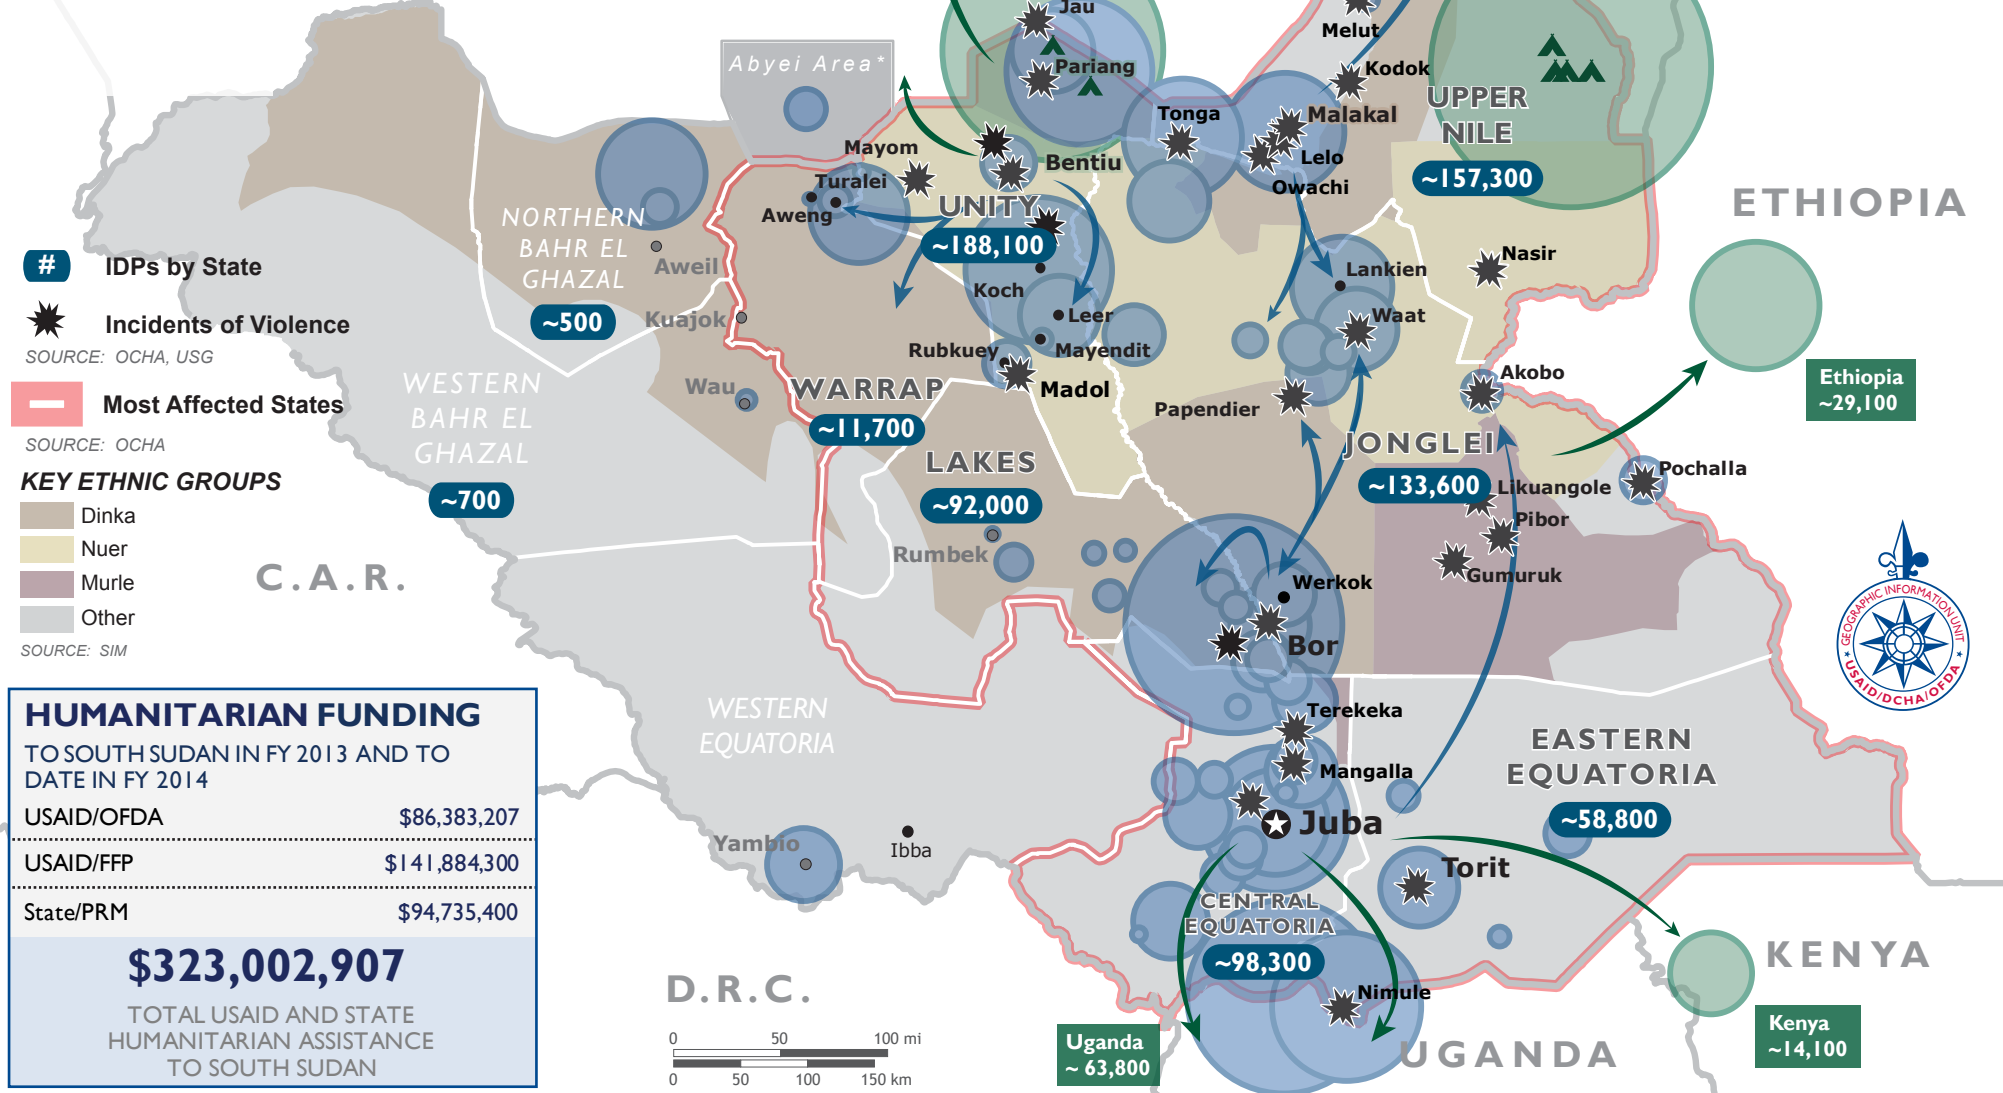 Jau
Melut
Abyei Area*
Pariang
Kodok
UPPER
NILE
Tonga
Malakal
Mayom
Bentiu
Lelo
~157,300
Turalei
Owachi
ETHIOPIA
Aweng
UNITY
NORTHERN
BAHR EL
GHAZAL
~188,100
Nasir
#
IDPs by State
Aweil
Lankien
Koch
Incidents of Violence
~500
Kuajok
Leer
Waat
SOURCE: OCHA, USG
Rubkuey
Mayendit
Akobo
Ethiopia
~29,100
WESTERN
BAHR EL
GHAZAL
Wau
WARRAP
Madol
Most Affected States
Papendier
~11,700
SOURCE: OCHA
JONGLEI
LAKES
Pochalla
KEY ETHNIC GROUPS
~133,600
Likuangole
~700
~92,000
Dinka
Pibor
Nuer
Rumbek
C.A.R.
Gumuruk
Murle
Werkok
Other
GEOGRAPHIC INFORMATION UNIT
USAID/DCHA/OFDA
SOURCE: SIM
Bor
WESTERN
EQUATORIA
Terekeka
HUMANITARIAN FUNDING
TO SOUTH SUDAN IN FY 2013 AND TO
DATE IN FY 2014
EASTERN
EQUATORIA
Mangalla
USAID/OFDA $86,383,207
Juba
~58,800
Yambio
Ibba
USAID/FFP $141,884,300
Torit
State/PRM $94,735,400
CENTRAL
EQUATORIA
$323,002,907
~98,300
KENYA
D.R.C.
Nimule
TOTAL USAID AND STATE
HUMANITARIAN ASSISTANCE
TO SOUTH SUDAN
0 50 100 mi
0 50 100 150 km
Uganda
~ 63,800
UGANDA
Kenya
~14,100